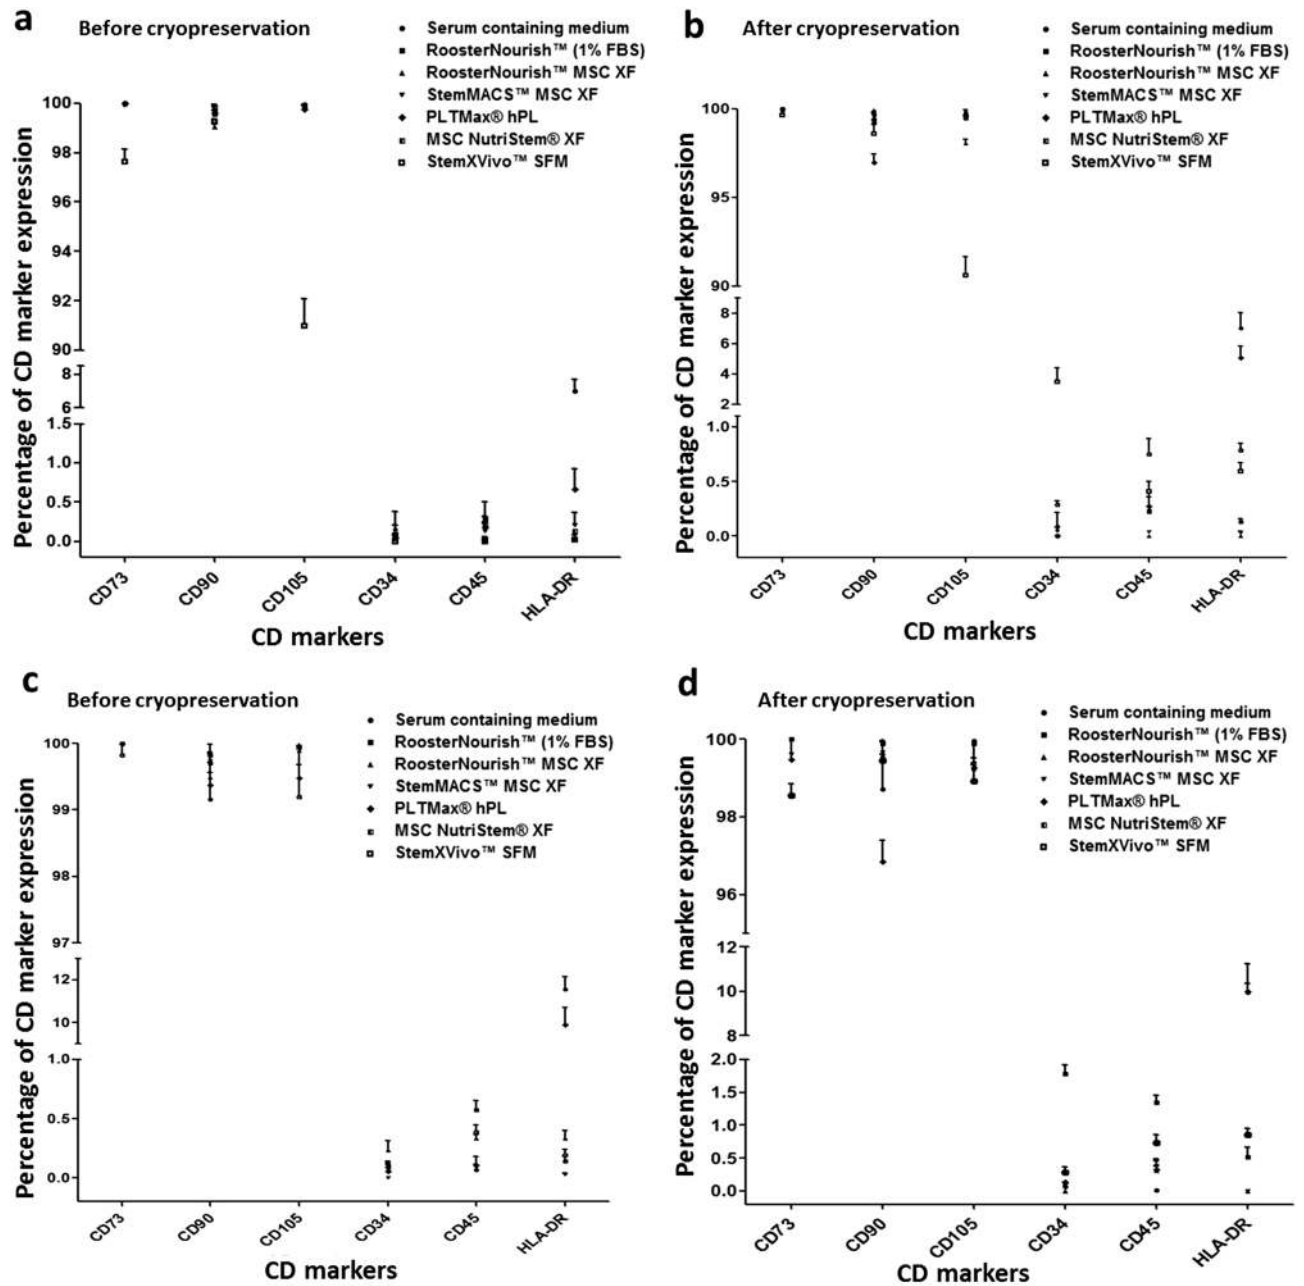 a
Before cryopreservation
Serum containing medium
RoosterNourish™ (1% FBS)
RoosterNourish™ MSC XF
StemMACS™ MSC XF
PLTMax® hPL
MSC NutriStem® XF
StemXVivo™ SFM
Percentage of CD marker expression
100
98
96
94
92
90
8
6
1.5
1.0
0.5
0.0
CD73
CD90
CD105
CD34
CD45
HLA-DR
CD markers
b
After cryopreservation
Serum containing medium
RoosterNourish™ (1% FBS)
RoosterNourish™ MSC XF
StemMACS™ MSC XF
PLTMax® hPL
MSC NutriStem® XF
StemXVivo™ SFM
Percentage of CD marker expression
100
95
90
8
6
4
2
1.0
0.5
0.0
CD73
CD90
CD105
CD34
CD45
HLA-DR
CD markers
c
Before cryopreservation
Serum containing medium
RoosterNourish™ (1% FBS)
RoosterNourish™ MSC XF
StemMACS™ MSC XF
PLTMax® hPL
MSC NutriStem® XF
StemXVivo™ SFM
Percentage of CD marker expression
100
99
98
97
12
10
1.0
0.5
0.0
CD73
CD90
CD105
CD34
CD45
HLA-DR
CD markers
d
After cryopreservation
Serum containing medium
RoosterNourish™ (1% FBS)
RoosterNourish™ MSC XF
StemMACS™ MSC XF
PLTMax® hPL
MSC NutriStem® XF
StemXVivo™ SFM
Percentage of CD marker expression
100
98
96
12
10
8
2.0
1.5
1.0
0.5
0.0
CD73
CD90
CD105
CD34
CD45
HLA-DR
CD markers